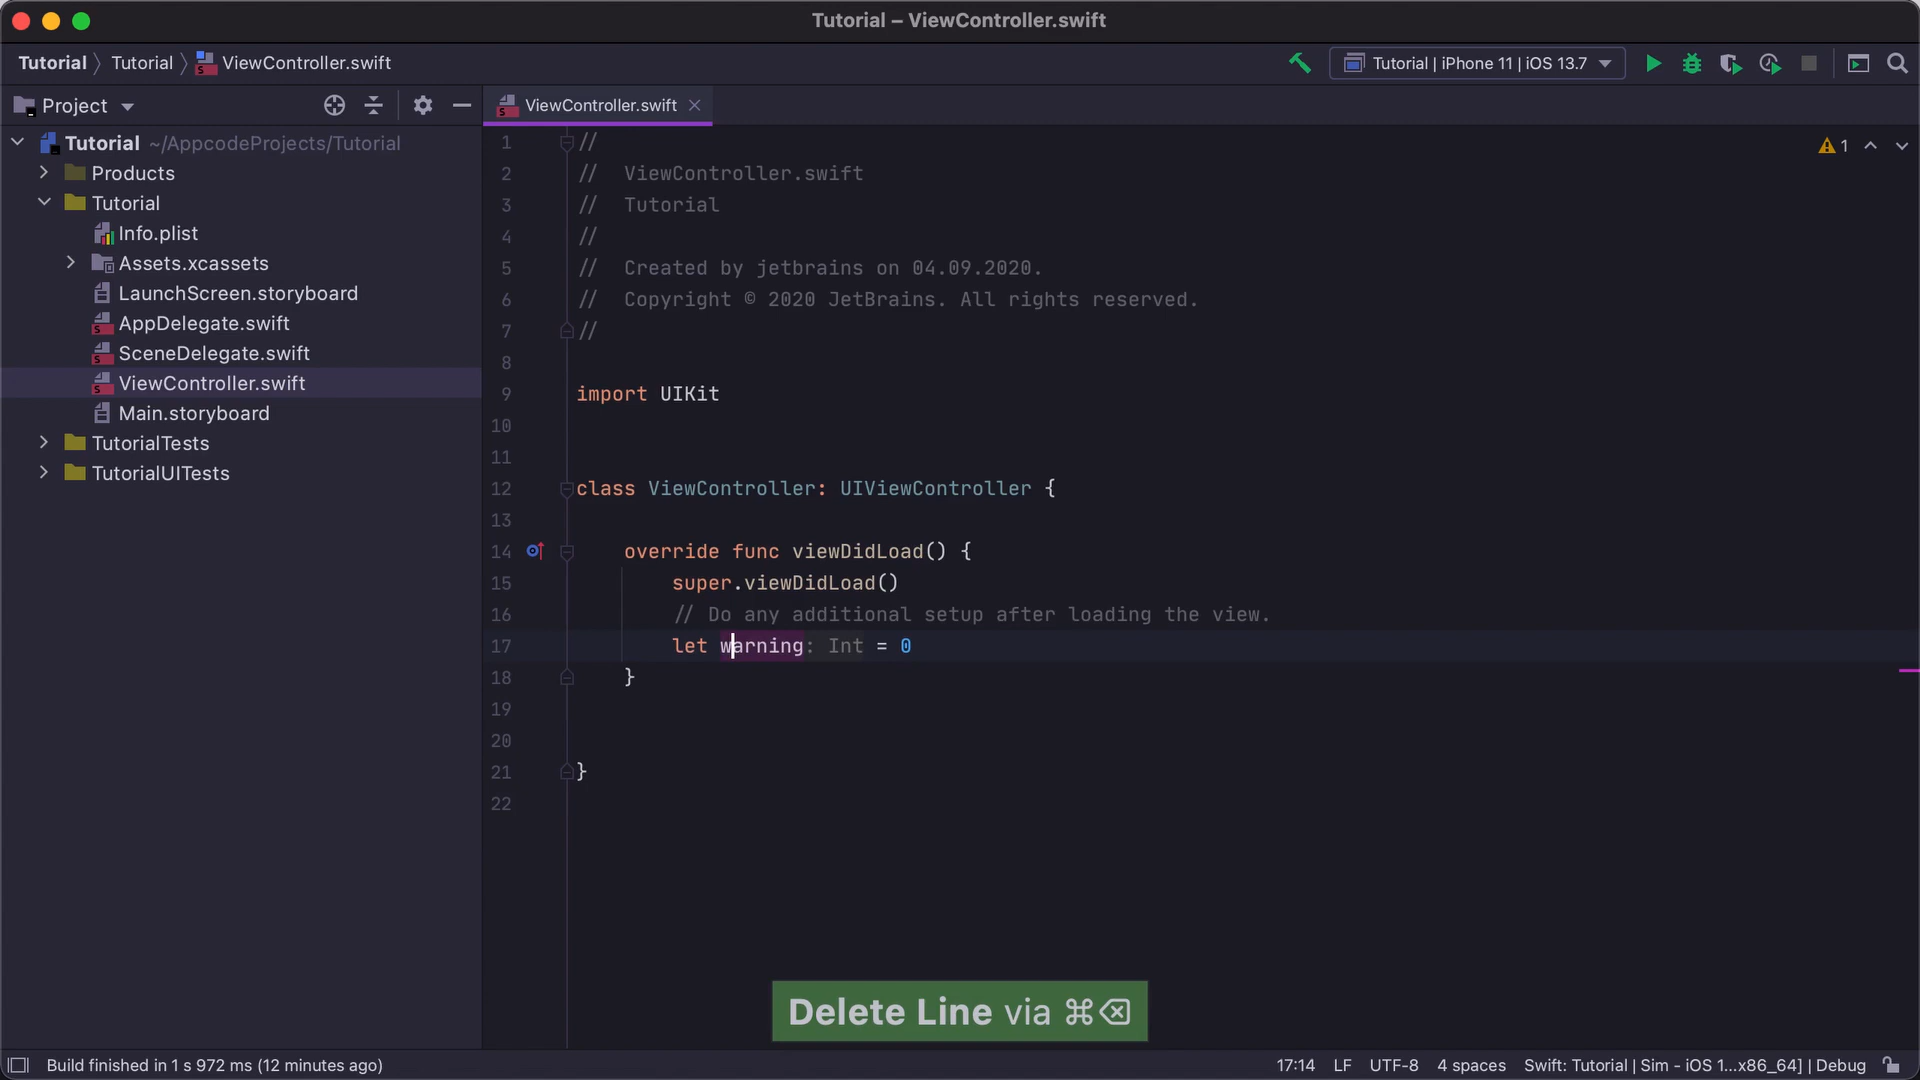 Tutorial – ViewController.swift
Tutorial
Tutorial
ViewController.swift
Tutorial | iPhone 11 | iOS 13.7
Project
ViewController.swift
Tutorial ~/AppcodeProjects/Tutorial
Products
Tutorial
Info.plist
Assets.xcassets
LaunchScreen.storyboard
AppDelegate.swift
SceneDelegate.swift
ViewController.swift
Main.storyboard
TutorialTests
TutorialUITests
1 //
2 // ViewController.swift
3 // Tutorial
4 //
5 // Created by jetbrains on 04.09.2020.
6 // Copyright © 2020 JetBrains. All rights reserved.
7 //
8
9 import UIKit
10
11
12 class ViewController: UIViewController {
13
14 override func viewDidLoad() {
15 super.viewDidLoad()
16 // Do any additional setup after loading the view.
17 let warning: Int = 0
18 }
19
20
21 }
22
1
Delete Line via ⌘⌫
Build finished in 1 s 972 ms (12 minutes ago)
17:14 LF UTF-8 4 spaces Swift: Tutorial | Sim - iOS 1...x86_64] | Debug